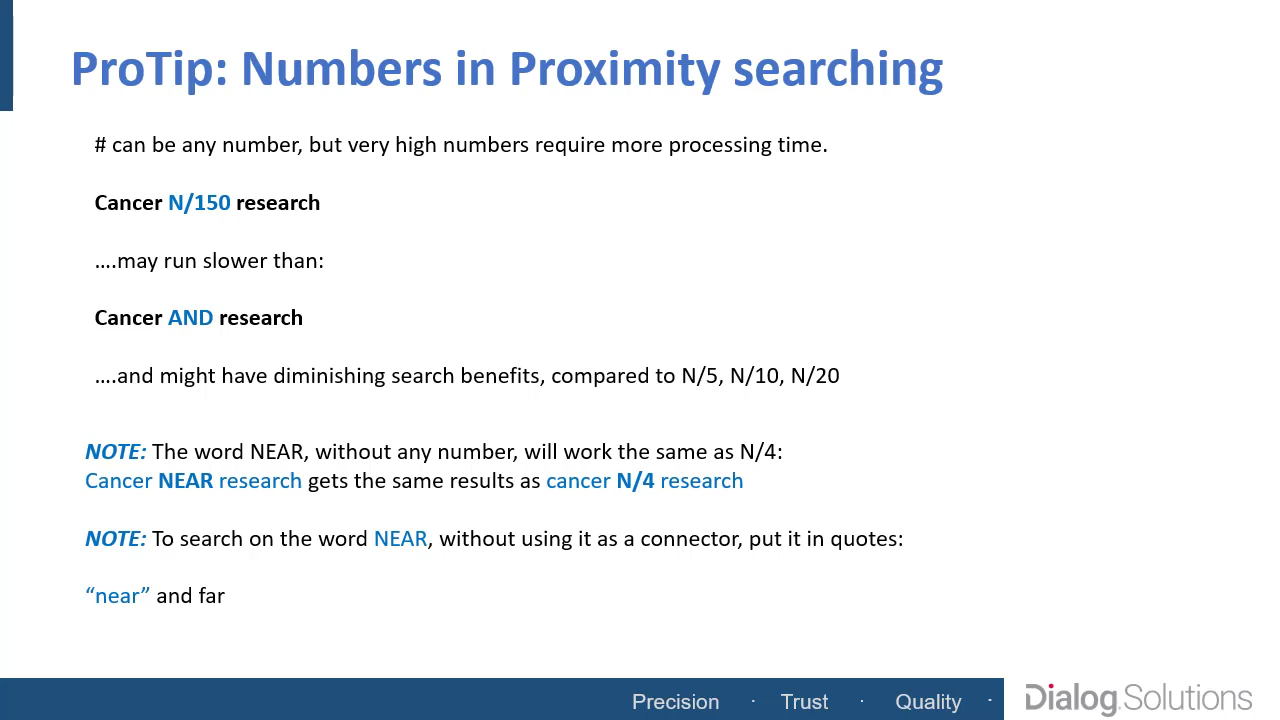 ProTip: Numbers in Proximity searching
# can be any number, but very high numbers require more processing time.
Cancer N/150 research
….may run slower than:
Cancer AND research
….and might have diminishing search benefits, compared to N/5, N/10, N/20
NOTE: The word NEAR, without any number, will work the same as N/4:
Cancer NEAR research gets the same results as cancer N/4 research
NOTE: To search on the word NEAR, without using it as a connector, put it in quotes:
“near” and far
Precision · Trust · Quality ·
Dialog Solutions